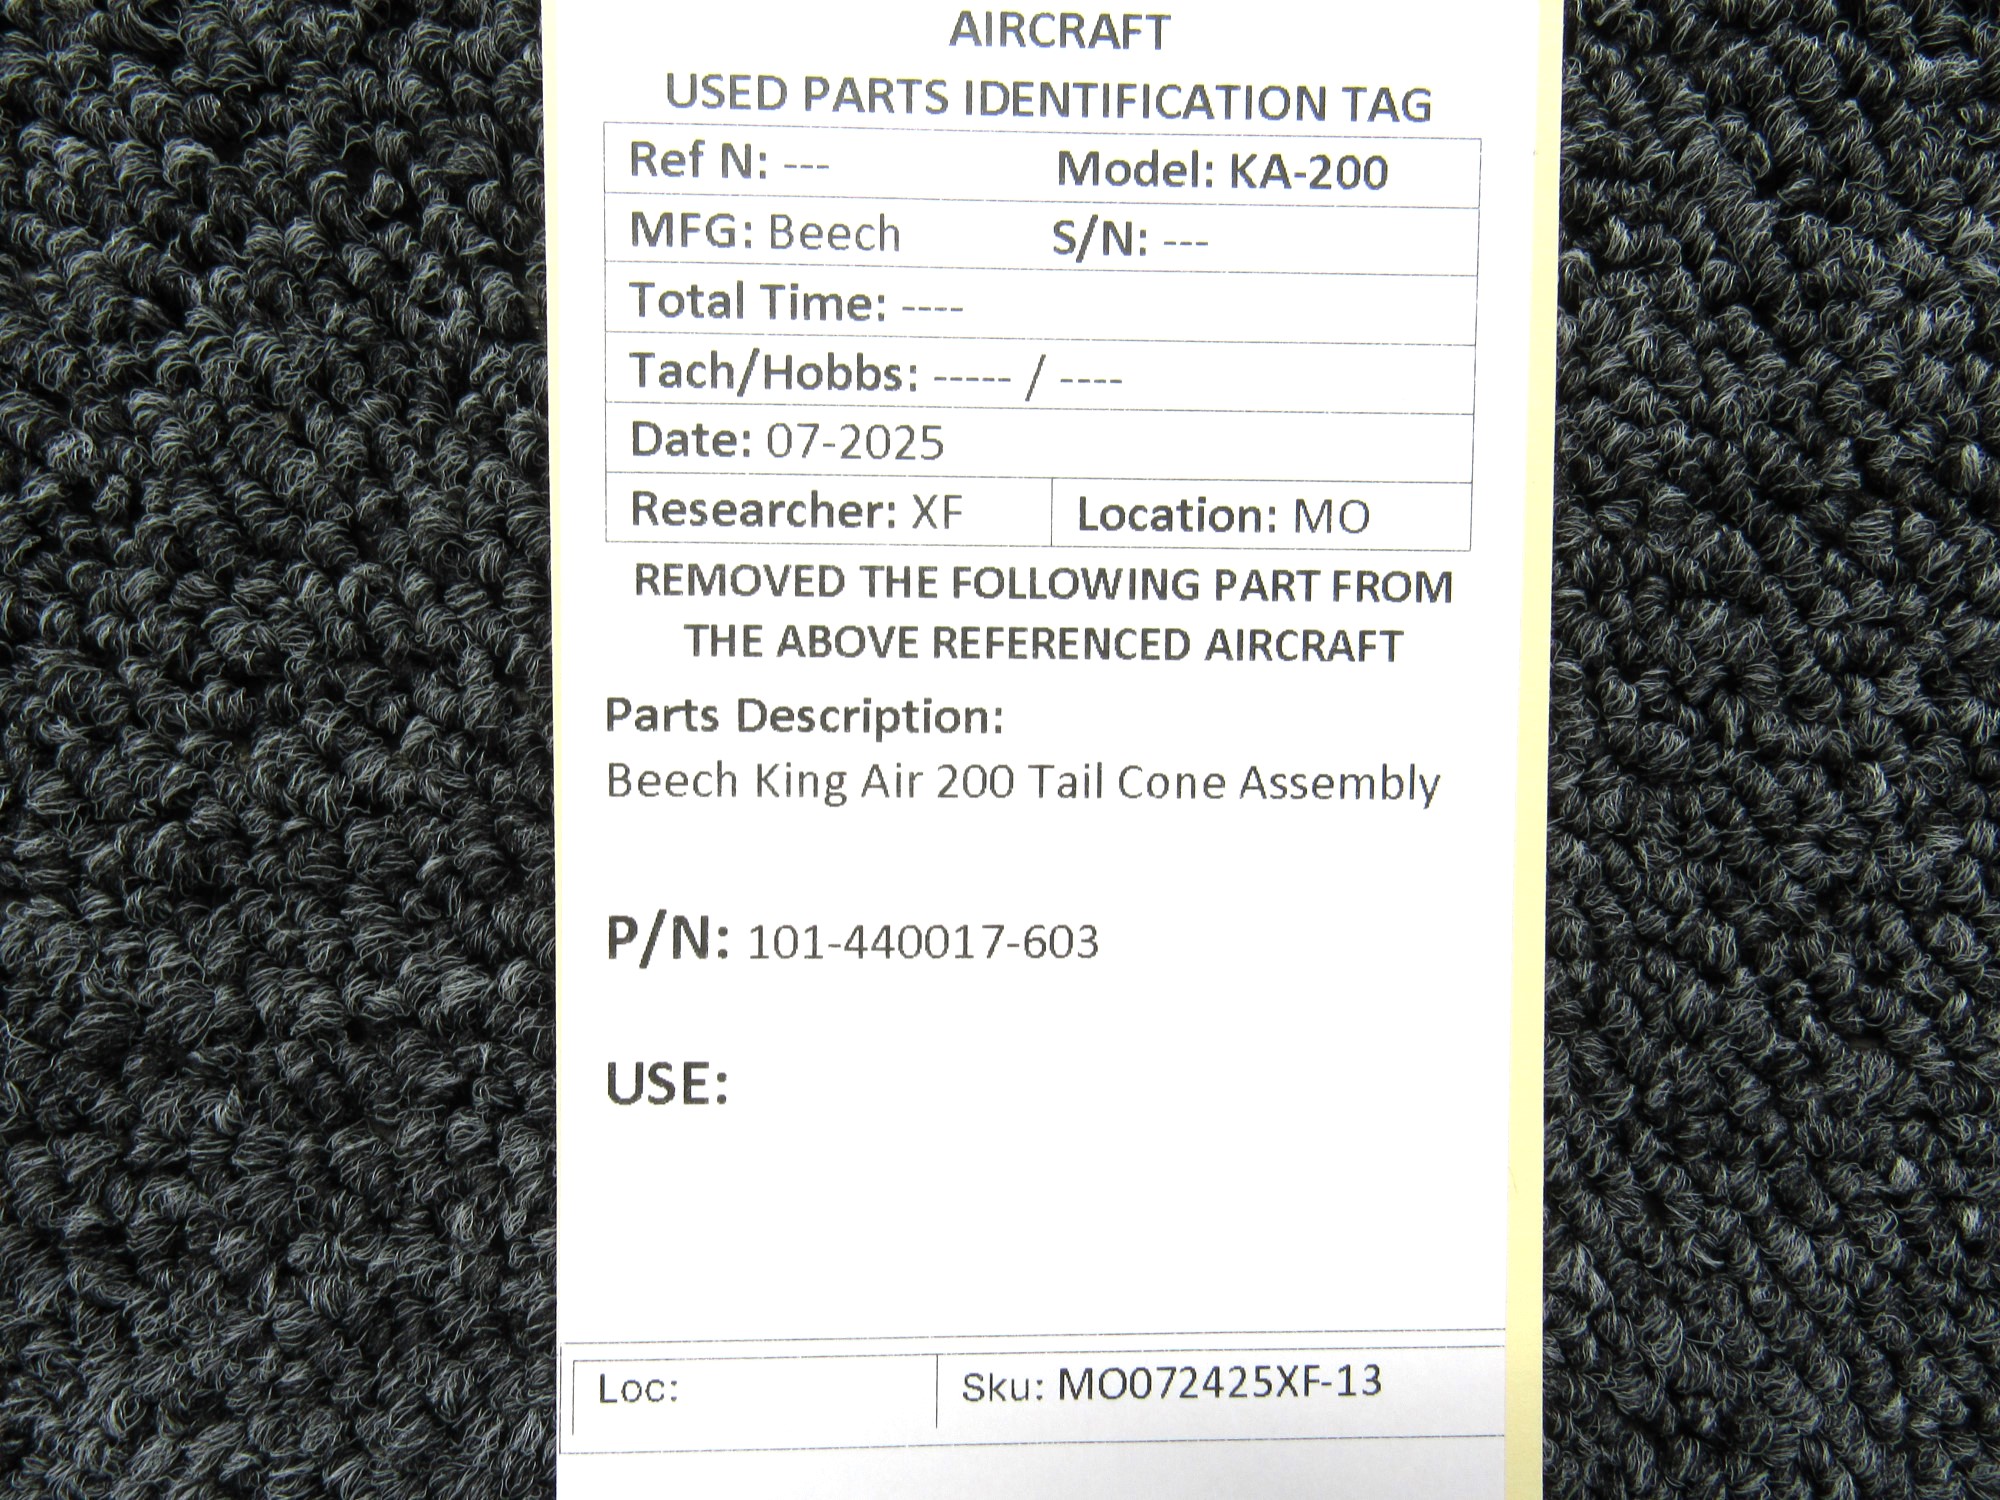 AIRCRAFT
USED PARTS IDENTIFICATION TAG
Ref N: --- Model: KA-200
MFG: Beech S/N: ---
Total Time: ----
Tach/Hobbs: ----- / ----
Date: 07-2025
Researcher: XF Location: MO
REMOVED THE FOLLOWING PART FROM
THE ABOVE REFERENCED AIRCRAFT
Parts Description:
Beech King Air 200 Tail Cone Assembly
P/N: 101-440017-603
USE:
Loc: Sku: MO072425XF-13